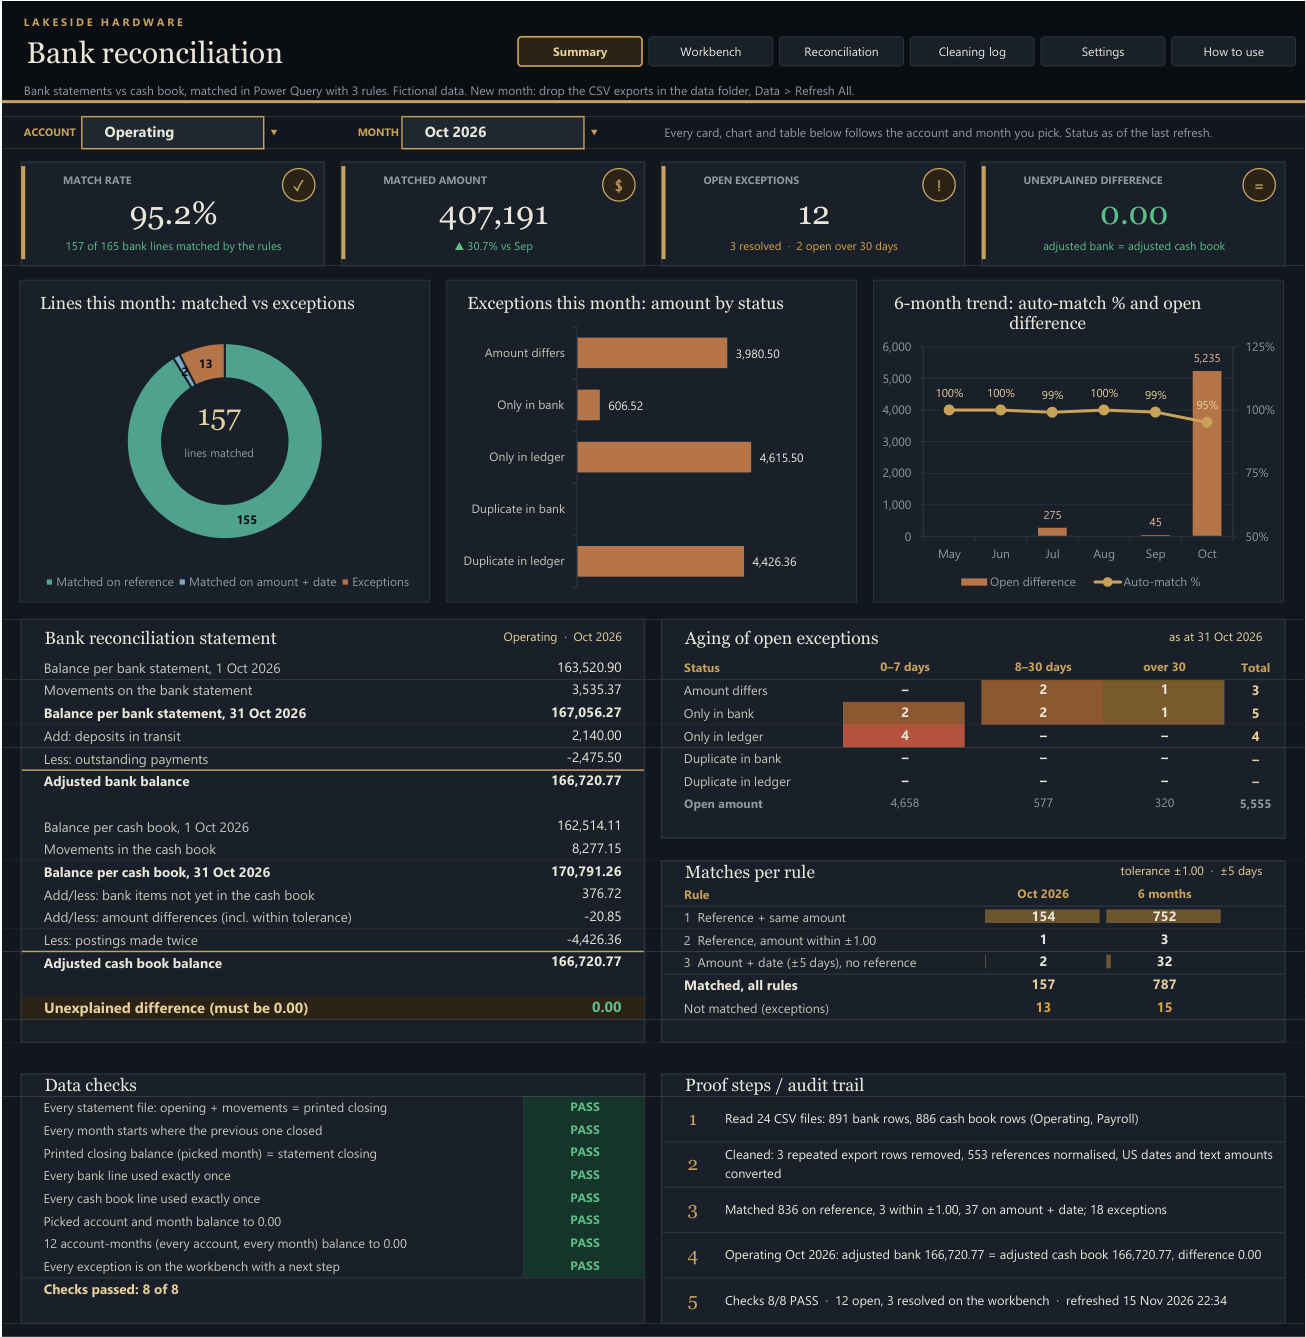 LAKESIDE HARDWARE
Bank reconciliation
Summary Workbench Reconciliation Cleaning log Settings How to use
Bank statements vs cash book, matched in Power Query with 3 rules. Fictional data. New month: drop the CSV exports in the data folder, Data > Refresh All.
ACCOUNT Operating ▼ MONTH Oct 2026 ▼ Every card, chart and table below follows the account and month you pick. Status as of the last refresh.
MATCH RATE ✓
95.2%
157 of 165 bank lines matched by the rules
MATCHED AMOUNT $
407,191
▲ 30.7% vs Sep
OPEN EXCEPTIONS !
12
3 resolved · 2 open over 30 days
UNEXPLAINED DIFFERENCE =
0.00
adjusted bank = adjusted cash book
Lines this month: matched vs exceptions
13
157
lines matched
155
Matched on reference Matched on amount + date Exceptions
Exceptions this month: amount by status
Amount differs 3,980.50
Only in bank 606.52
Only in ledger 4,615.50
Duplicate in bank
Duplicate in ledger 4,426.36
6-month trend: auto-match % and open
difference
6,000 125%
5,235
5,000
100% 100% 99% 100% 99% 95%
4,000 100%
3,000
2,000 75%
1,000
275 45
0 50%
May Jun Jul Aug Sep Oct
Open difference Auto-match %
Bank reconciliation statement Operating · Oct 2026
Balance per bank statement, 1 Oct 2026 163,520.90
Movements on the bank statement 3,535.37
Balance per bank statement, 31 Oct 2026 167,056.27
Add: deposits in transit 2,140.00
Less: outstanding payments -2,475.50
Adjusted bank balance 166,720.77
Balance per cash book, 1 Oct 2026 162,514.11
Movements in the cash book 8,277.15
Balance per cash book, 31 Oct 2026 170,791.26
Add/less: bank items not yet in the cash book 376.72
Add/less: amount differences (incl. within tolerance) -20.85
Less: postings made twice -4,426.36
Adjusted cash book balance 166,720.77
Unexplained difference (must be 0.00) 0.00
Aging of open exceptions as at 31 Oct 2026
Status 0–7 days 8–30 days over 30 Total
Amount differs – 2 1 3
Only in bank 2 2 1 5
Only in ledger 4 – – 4
Duplicate in bank – – – –
Duplicate in ledger – – – –
Open amount 4,658 577 320 5,555
Matches per rule tolerance ±1.00 · ±5 days
Rule Oct 2026 6 months
1 Reference + same amount 154 752
2 Reference, amount within ±1.00 1 3
3 Amount + date (±5 days), no reference 2 32
Matched, all rules 157 787
Not matched (exceptions) 13 15
Data checks
Every statement file: opening + movements = printed closing PASS
Every month starts where the previous one closed PASS
Printed closing balance (picked month) = statement closing PASS
Every bank line used exactly once PASS
Every cash book line used exactly once PASS
Picked account and month balance to 0.00 PASS
12 account-months (every account, every month) balance to 0.00 PASS
Every exception is on the workbench with a next step PASS
Checks passed: 8 of 8
Proof steps / audit trail
1 Read 24 CSV files: 891 bank rows, 886 cash book rows (Operating, Payroll)
2 Cleaned: 3 repeated export rows removed, 553 references normalised, US dates and text amounts
converted
3 Matched 836 on reference, 3 within ±1.00, 37 on amount + date; 18 exceptions
4 Operating Oct 2026: adjusted bank 166,720.77 = adjusted cash book 166,720.77, difference 0.00
5 Checks 8/8 PASS · 12 open, 3 resolved on the workbench · refreshed 15 Nov 2026 22:34